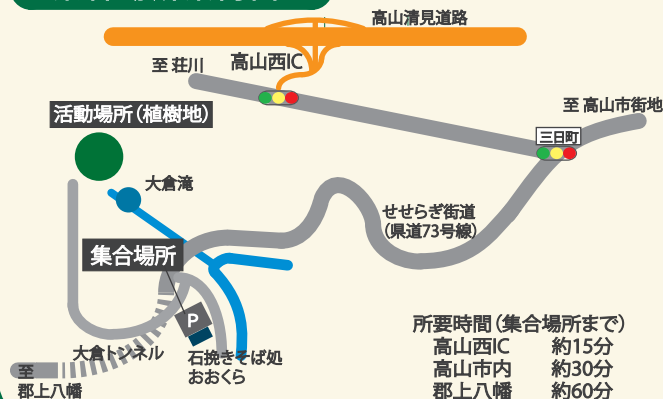 高山清見道路
至 荘川
高山西IC
至 高山市街地
活動場所（植樹地）
三日町
大倉滝
せせらぎ街道
（県道73号線）
集合場所
P
大倉トンネル
石挽きそば処
おおくら
至
郡上八幡
所要時間（集合場所まで）
高山西IC 約15分
高山市内 約30分
郡上八幡 約60分